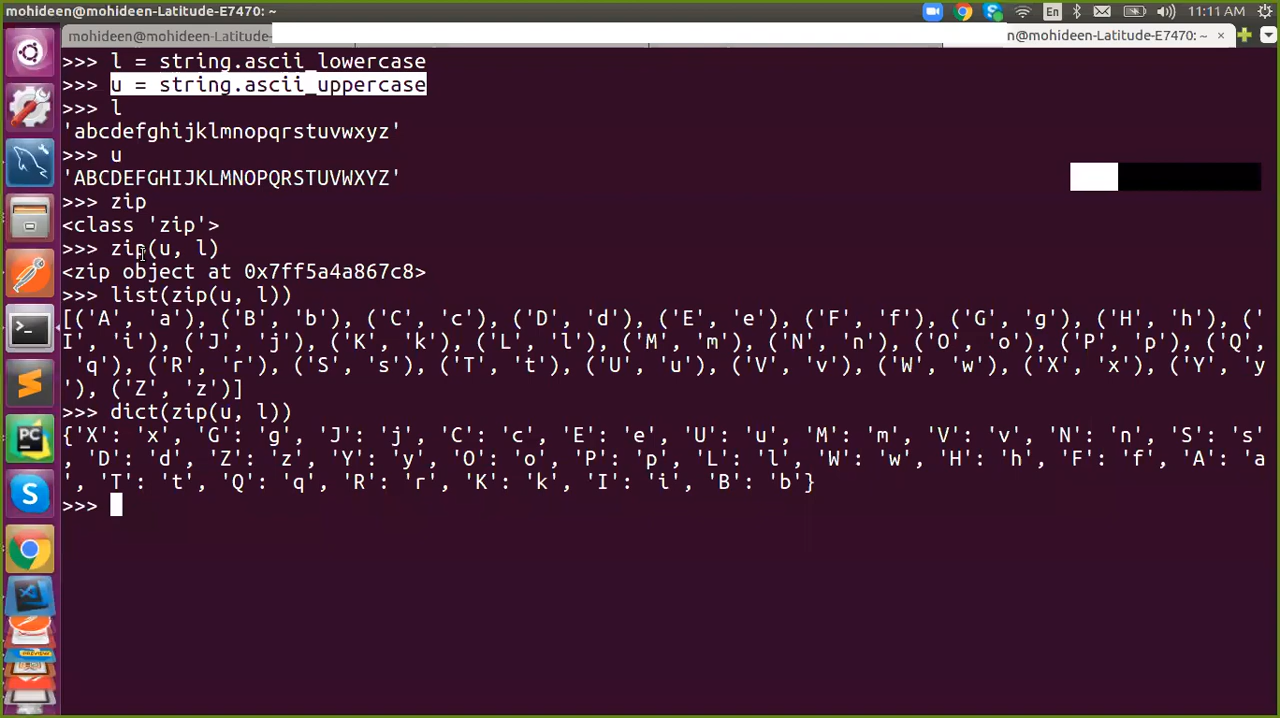 mohideen@mohideen-Latitude-E7470: ~
En
11:11 AM
mohideen@mohideen-Latitude-
n@mohideen-Latitude-E7470: ~ ×
>>> l = string.ascii_lowercase
>>> u = string.ascii_uppercase
>>> l
'abcdefghijklmnopqrstuvwxyz'
>>> u
'ABCDEFGHIJKLMNOPQRSTUVWXYZ'
>>> zip
<class 'zip'>
>>> zip(u, l)
<zip object at 0x7ff5a4a867c8>
>>> list(zip(u, l))
[('A', 'a'), ('B', 'b'), ('C', 'c'), ('D', 'd'), ('E', 'e'), ('F', 'f'), ('G', 'g'), ('H', 'h'), ('
I', 'i'), ('J', 'j'), ('K', 'k'), ('L', 'l'), ('M', 'm'), ('N', 'n'), ('O', 'o'), ('P', 'p'), ('Q',
 'q'), ('R', 'r'), ('S', 's'), ('T', 't'), ('U', 'u'), ('V', 'v'), ('W', 'w'), ('X', 'x'), ('Y', 'y
'), ('Z', 'z')]
>>> dict(zip(u, l))
{'X': 'x', 'G': 'g', 'J': 'j', 'C': 'c', 'E': 'e', 'U': 'u', 'M': 'm', 'V': 'v', 'N': 'n', 'S': 's'
, 'D': 'd', 'Z': 'z', 'Y': 'y', 'O': 'o', 'P': 'p', 'L': 'l', 'W': 'w', 'H': 'h', 'F': 'f', 'A': 'a
', 'T': 't', 'Q': 'q', 'R': 'r', 'K': 'k', 'I': 'i', 'B': 'b'}
>>>
PC